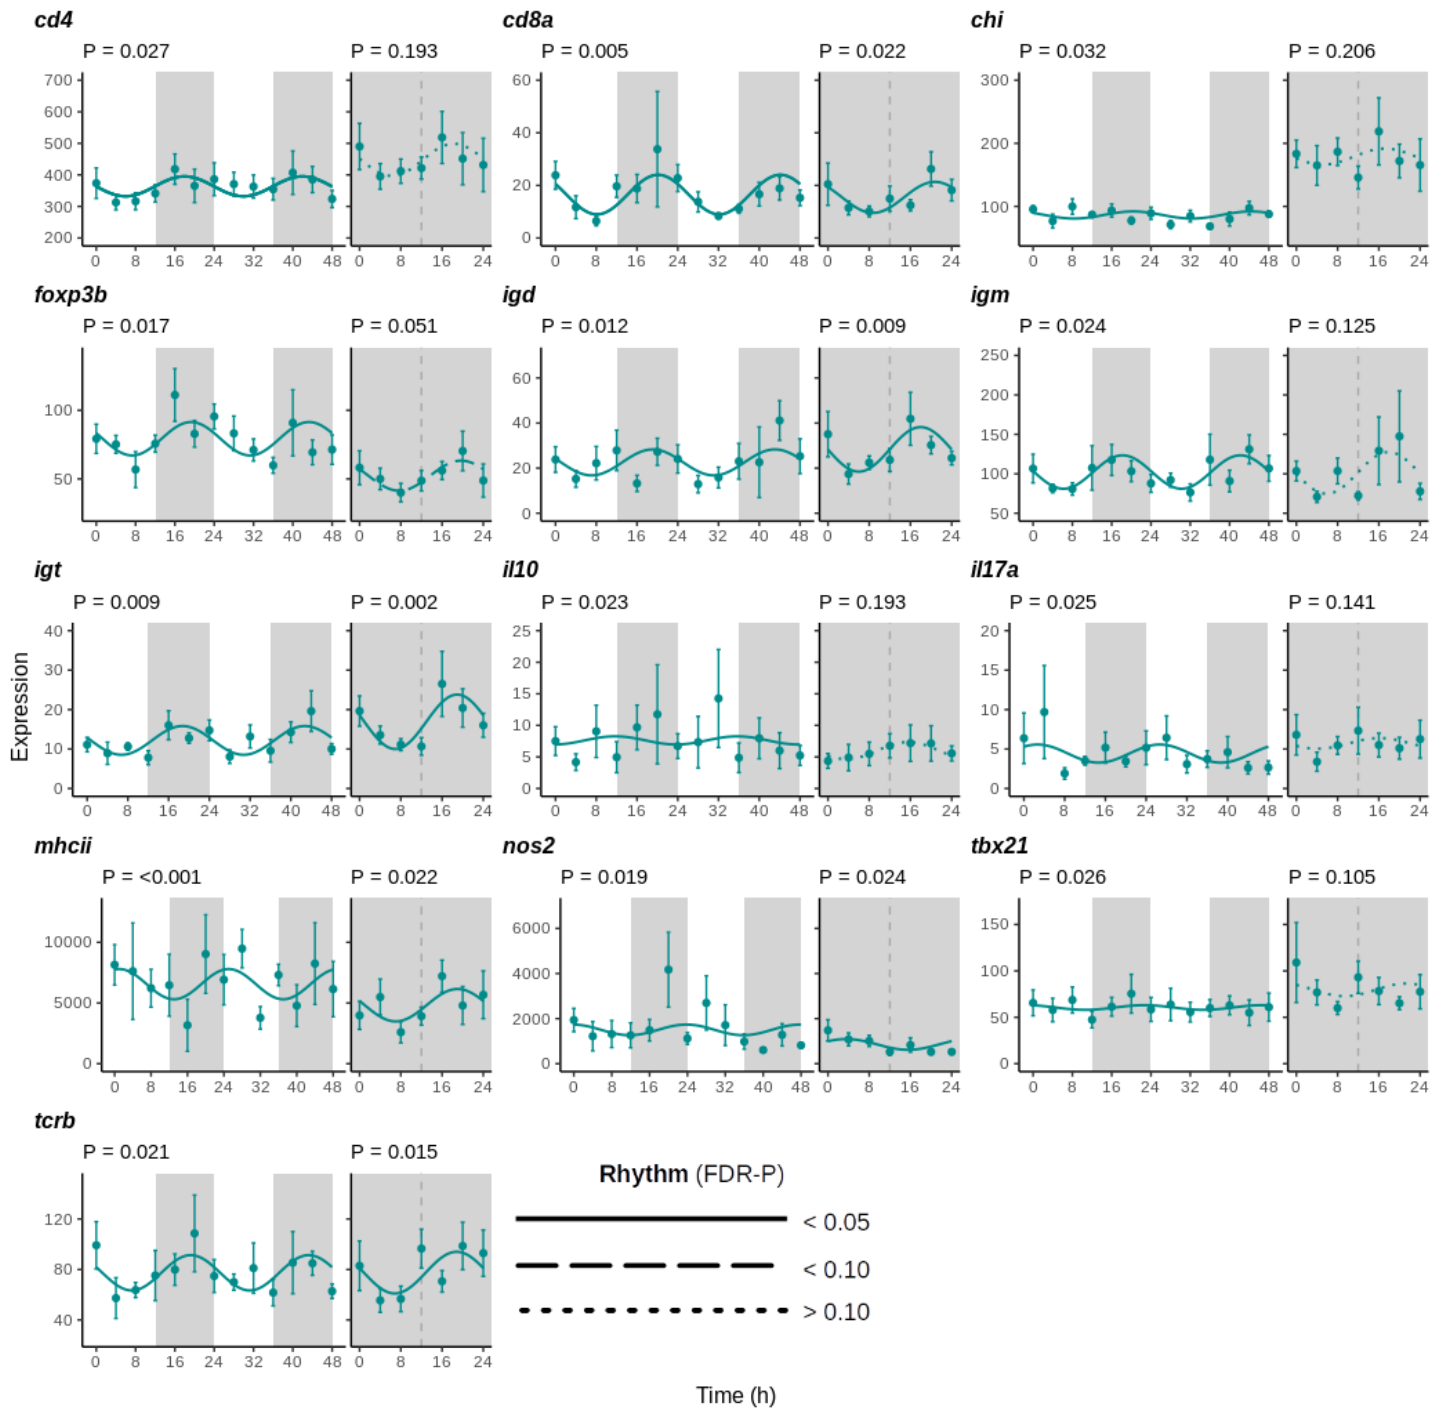 cd4
P = 0.027
P = 0.193
700
600
500
400
300
200
0 8 16 24 32 40 48
0 8 16 24
cd8a
P = 0.005
P = 0.022
60
40
20
0
0 8 16 24 32 40 48
0 8 16 24
chi
P = 0.032
P = 0.206
300
200
100
0 8 16 24 32 40 48
0 8 16 24
foxp3b
P = 0.017
P = 0.051
100
50
0 8 16 24 32 40 48
0 8 16 24
igd
P = 0.012
P = 0.009
60
40
20
0
0 8 16 24 32 40 48
0 8 16 24
igm
P = 0.024
P = 0.125
250
200
150
100
50
0 8 16 24 32 40 48
0 8 16 24
Expression
igt
P = 0.009
P = 0.002
40
30
20
10
0
0 8 16 24 32 40 48
0 8 16 24
il10
P = 0.023
P = 0.193
25
20
15
10
5
0
0 8 16 24 32 40 48
0 8 16 24
il17a
P = 0.025
P = 0.141
20
15
10
5
0
0 8 16 24 32 40 48
0 8 16 24
mhcii
P = <0.001
P = 0.022
10000
5000
0
0 8 16 24 32 40 48
0 8 16 24
nos2
P = 0.019
P = 0.024
6000
4000
2000
0
0 8 16 24 32 40 48
0 8 16 24
tbx21
P = 0.026
P = 0.105
150
100
50
0
0 8 16 24 32 40 48
0 8 16 24
tcrb
P = 0.021
P = 0.015
120
80
40
0 8 16 24 32 40 48
0 8 16 24
Rhythm (FDR-P)
< 0.05
< 0.10
> 0.10
Time (h)